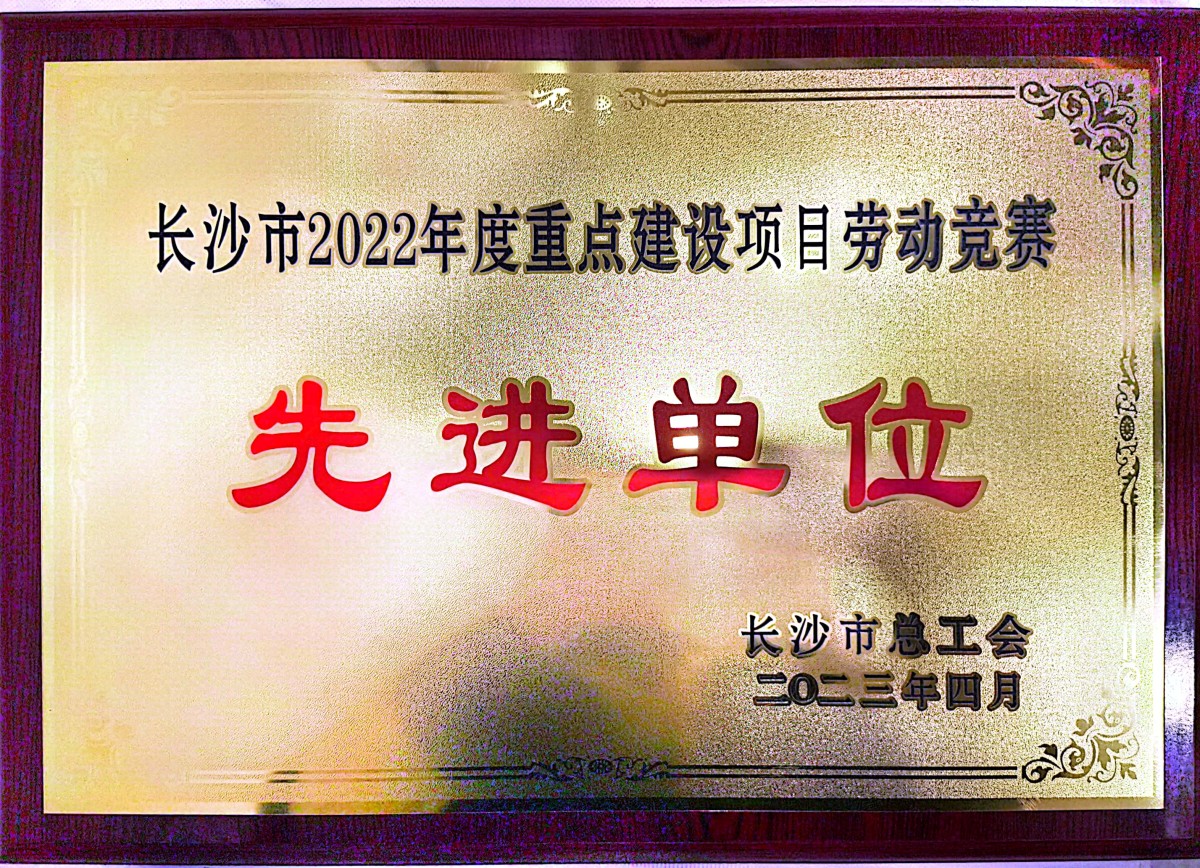 长沙市2022年度重点建设项目劳动竞赛
先进单位
长沙市总工会
二〇二三年四月